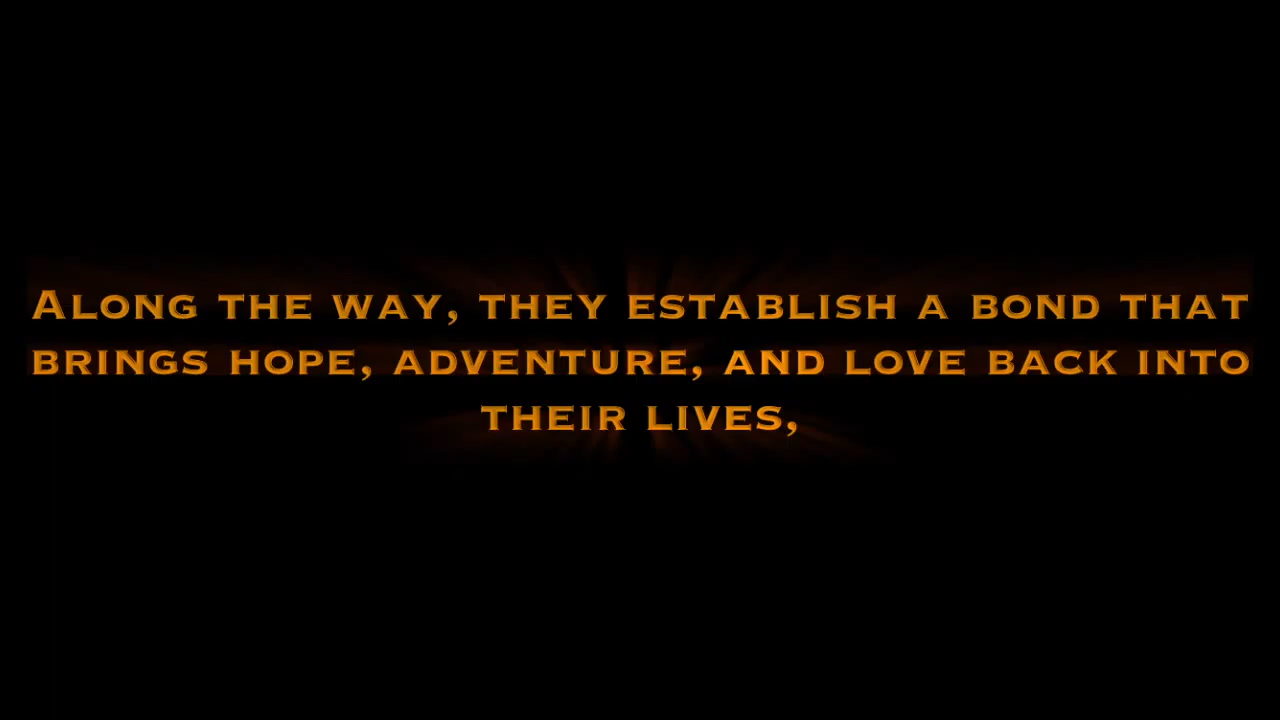 Along the way, they establish a bond that
brings hope, adventure, and love back into
their lives,